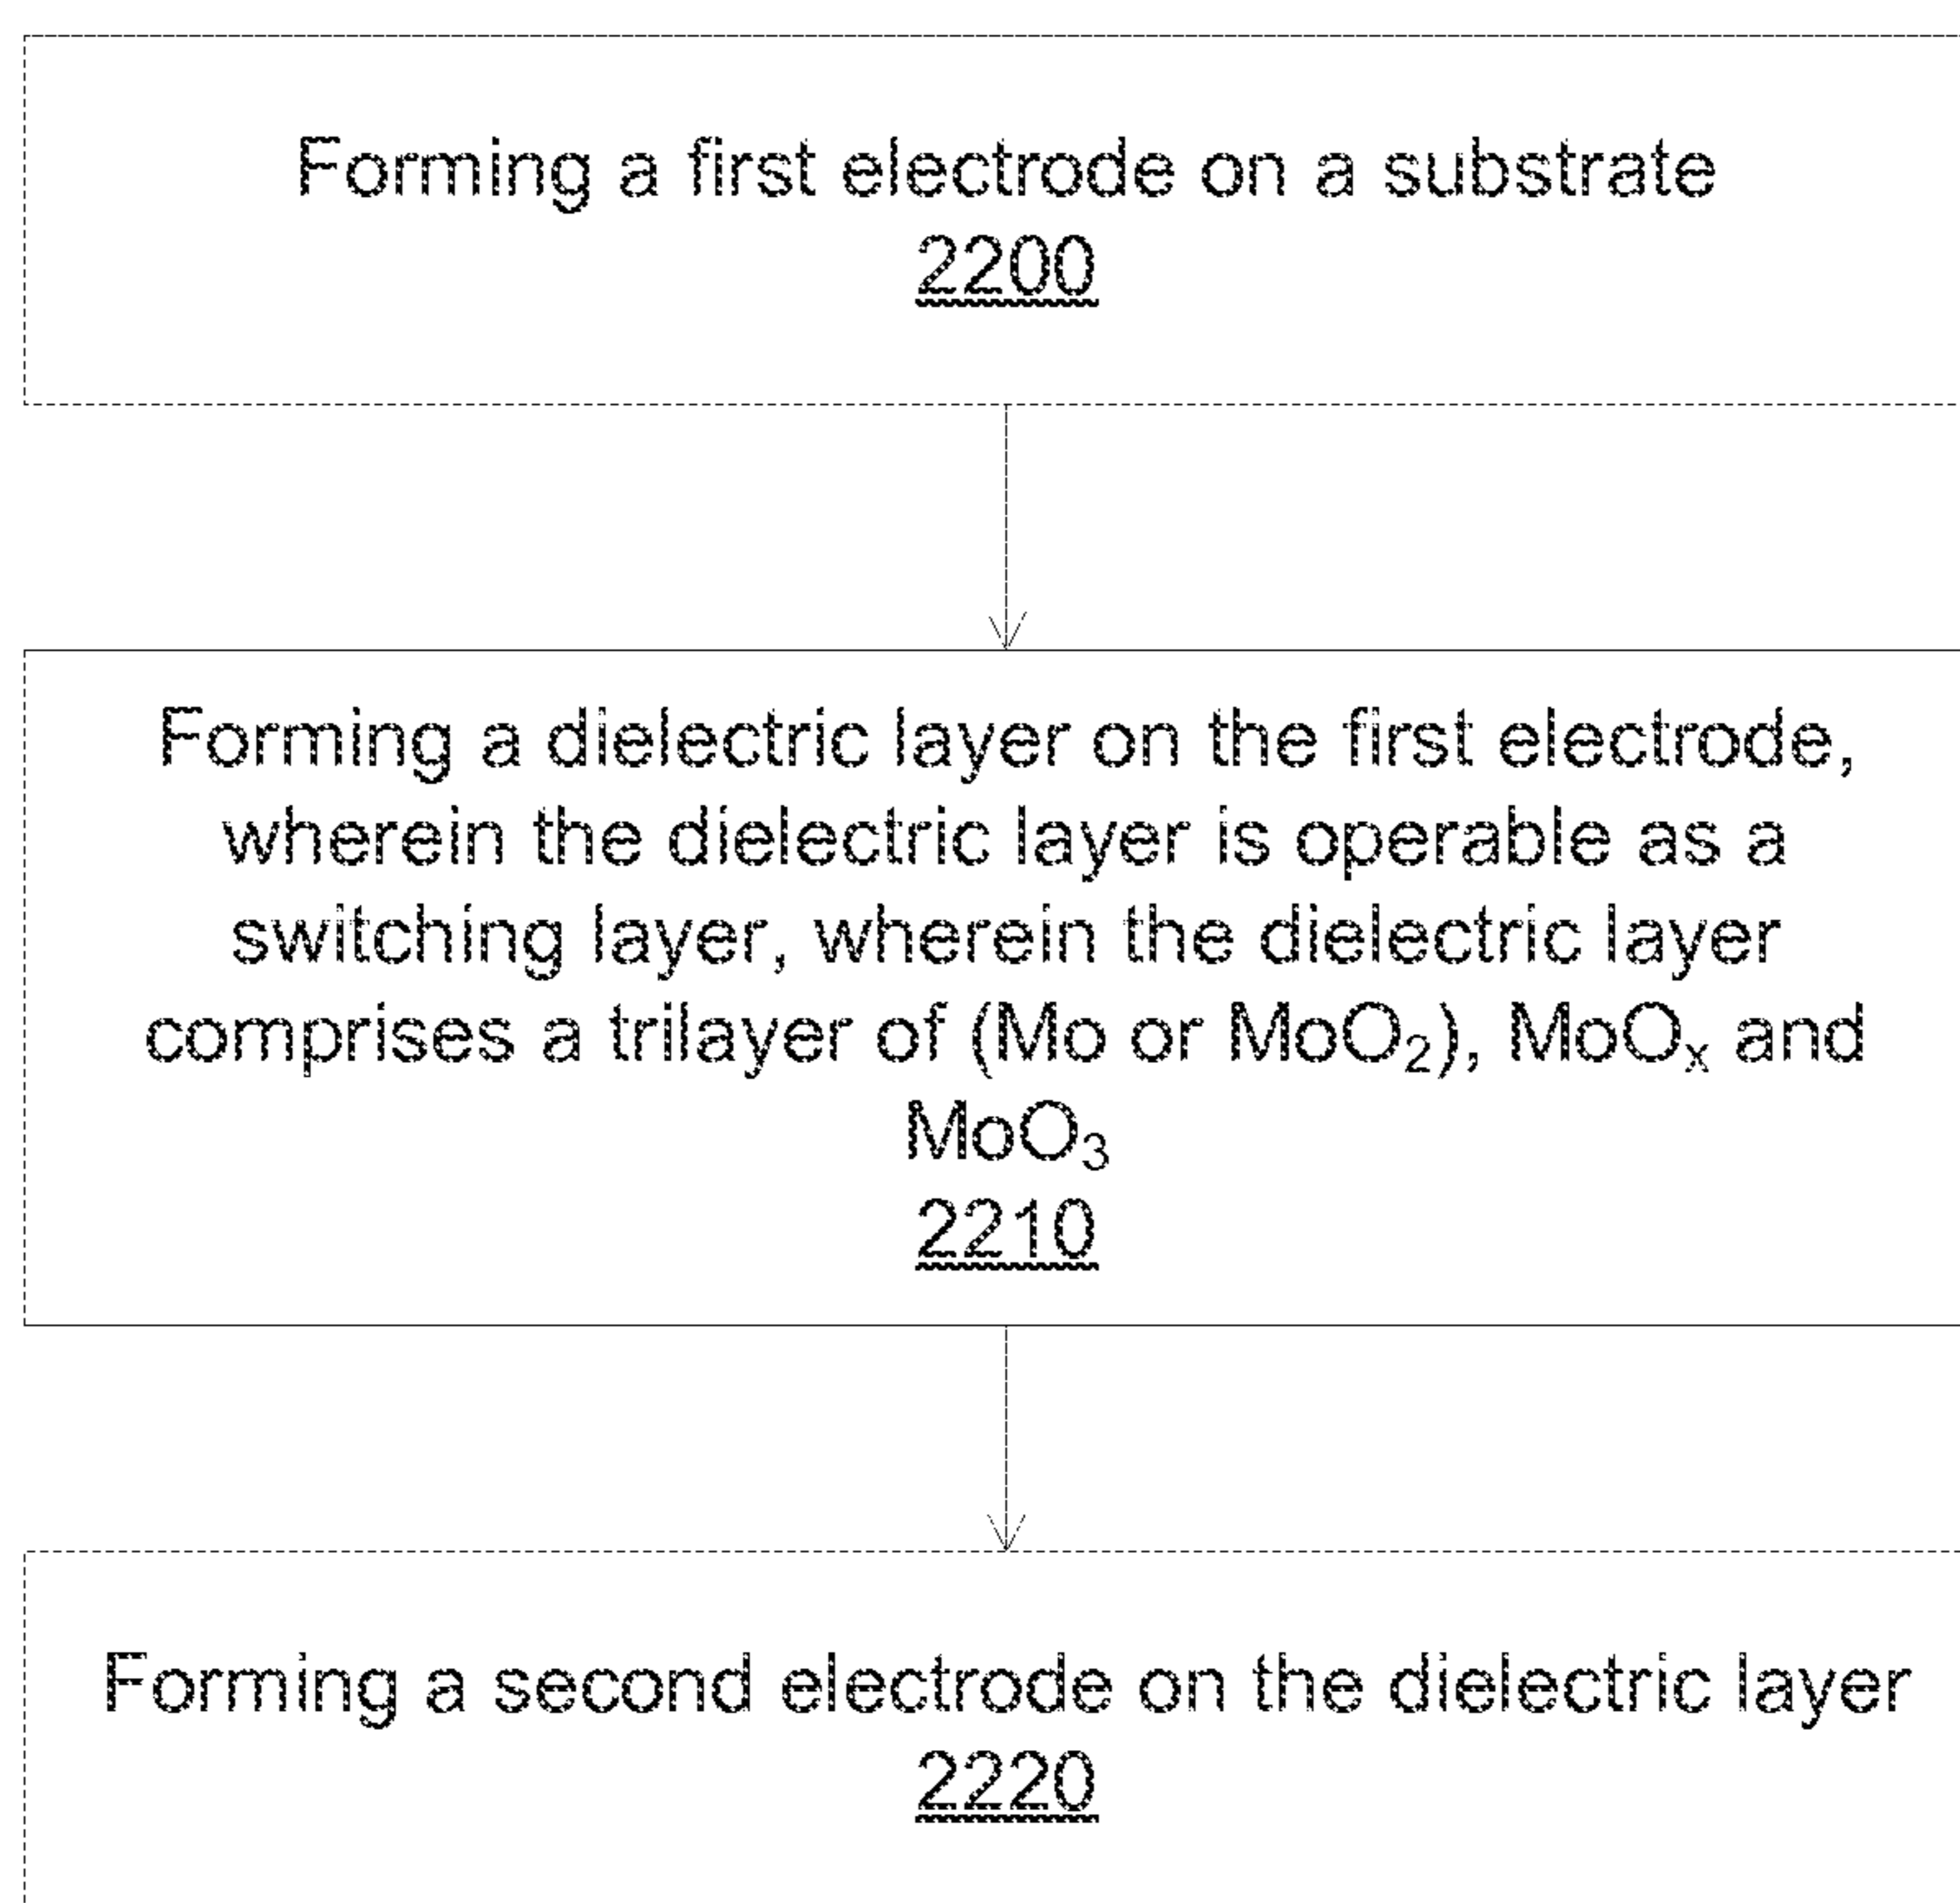 Forming a first electrode on a substrate
2200
Forming a dielectric layer on the first electrode,
wherein the dielectric layer is operable as a
switching layer, wherein the dielectric layer
comprises a trilayer of (Mo or MoO₂), MoOₓ and
MoO₃
2210
Forming a second electrode on the dielectric layer
2220